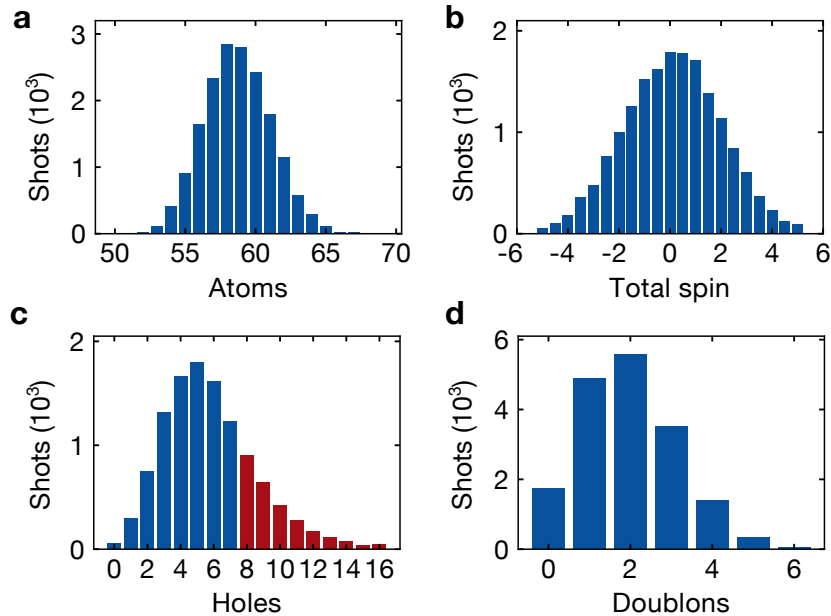 a
Shots (10³)
3
2
1
0
50 55 60 65 70
Atoms
b
Shots (10³)
2
1
0
-6 -4 -2 0 2 4 6
Total spin
c
Shots (10³)
2
1
0
0 2 4 6 8 10 12 14 16
Holes
d
Shots (10³)
6
4
2
0
0 2 4 6
Doublons